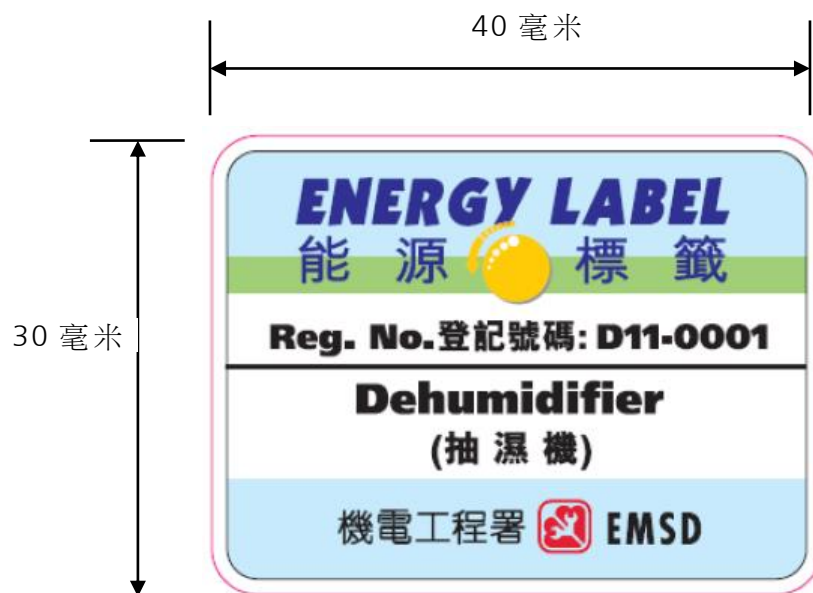 40 毫米
30 毫米
ENERGY LABEL
能 源 標 籤
Reg. No.登記號碼: D11-0001
Dehumidifier
(抽 濕 機)
機電工程署 EMSD